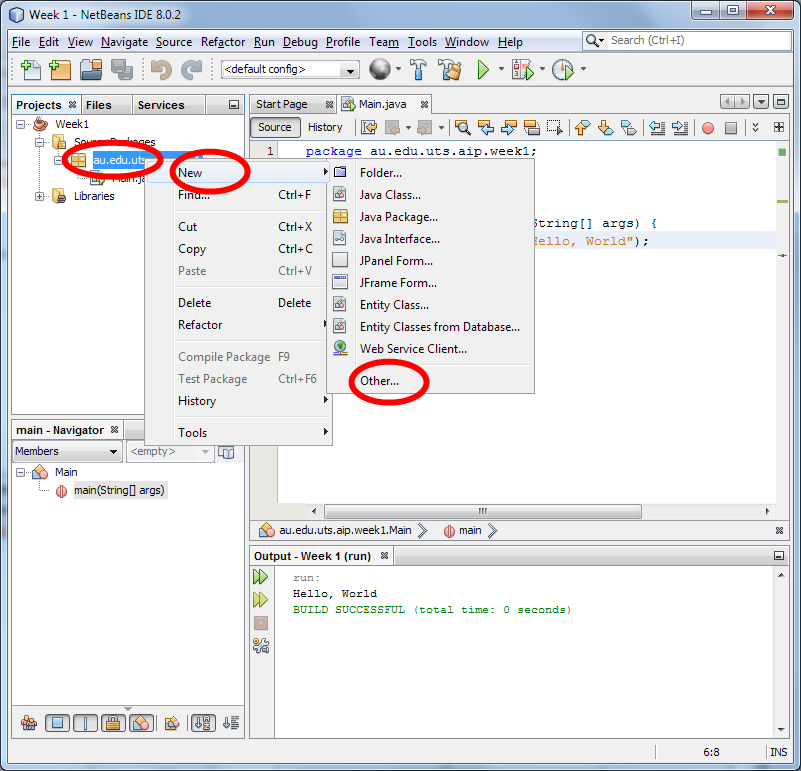 Week 1 - NetBeans IDE 8.0.2
File Edit View Navigate Source Refactor Run Debug Profile Team Tools Window Help
Search (Ctrl+I)
<default config>
Projects Files Services
Start Page Main.java
Week1
Source Packages
au.edu.uts
Main.ja
Libraries
Source History
1 package au.edu.uts.aip.week1;
String[] args) {
Hello, World");
New
Find... Ctrl+F
Cut Ctrl+X
Copy Ctrl+C
Paste Ctrl+V
Delete Delete
Refactor
Compile Package F9
Test Package Ctrl+F6
History
Tools
Folder...
Java Class...
Java Package...
Java Interface...
JPanel Form...
JFrame Form...
Entity Class...
Entity Classes from Database...
Web Service Client...
Other...
main - Navigator
Members <empty>
Main
main(String[] args)
au.edu.uts.aip.week1.Main main
Output - Week 1 (run)
run:
Hello, World
BUILD SUCCESSFUL (total time: 0 seconds)
6:8 INS